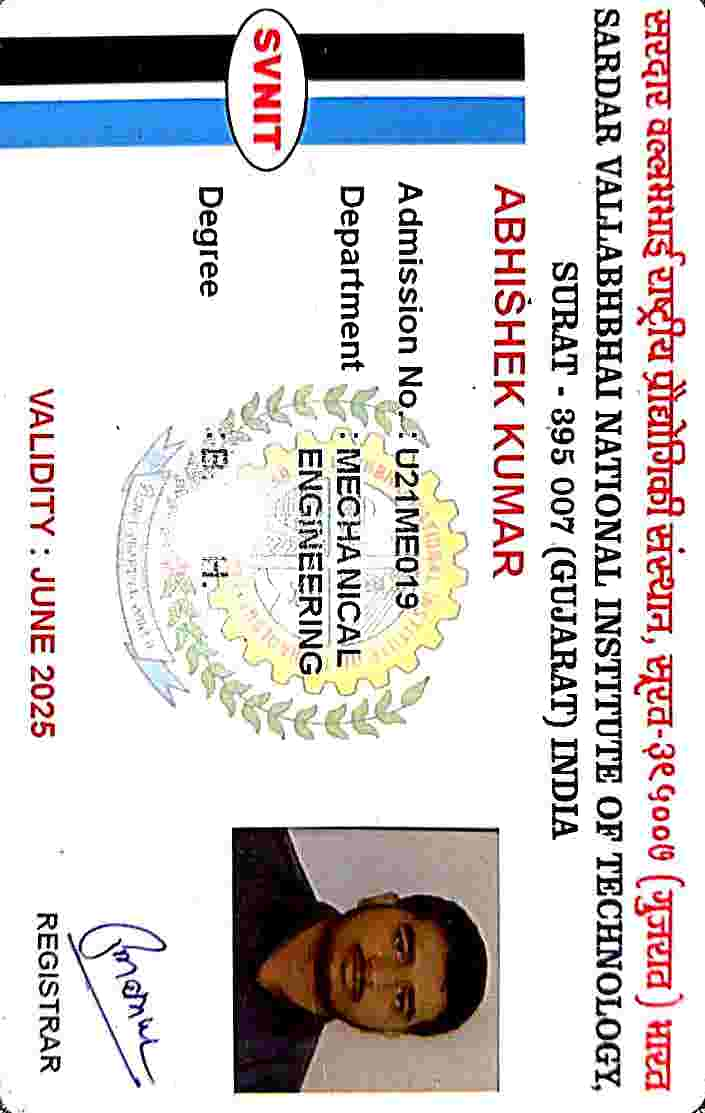 सरदार वल्लभभाई राष्ट्रीय प्रौद्योगिकी संस्थान, सूरत-३९५००७ (गुजरात) भारत
SARDAR VALLABHBHAI NATIONAL INSTITUTE OF TECHNOLOGY,
SURAT - 395 007 (GUJARAT) INDIA
SVNIT
ABHISHEK KUMAR
Admission No. : U21ME019
Department : MECHANICAL
ENGINEERING
Degree :
VALIDITY : JUNE 2025
REGISTRAR